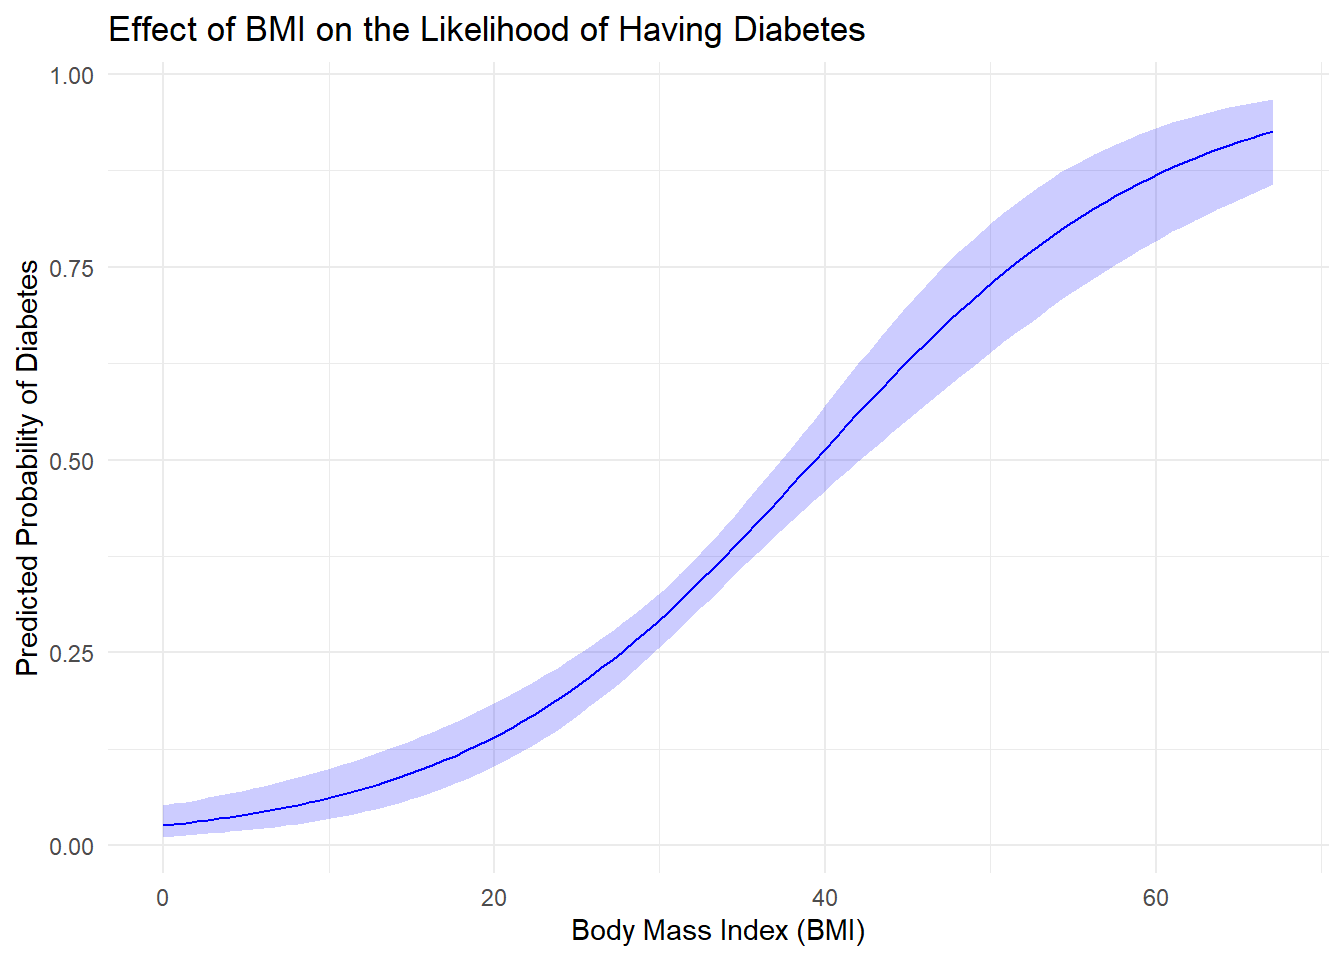 Effect of BMI on the Likelihood of Having Diabetes
Predicted Probability of Diabetes
1.00
0.75
0.50
0.25
0.00
0 20 40 60
Body Mass Index (BMI)